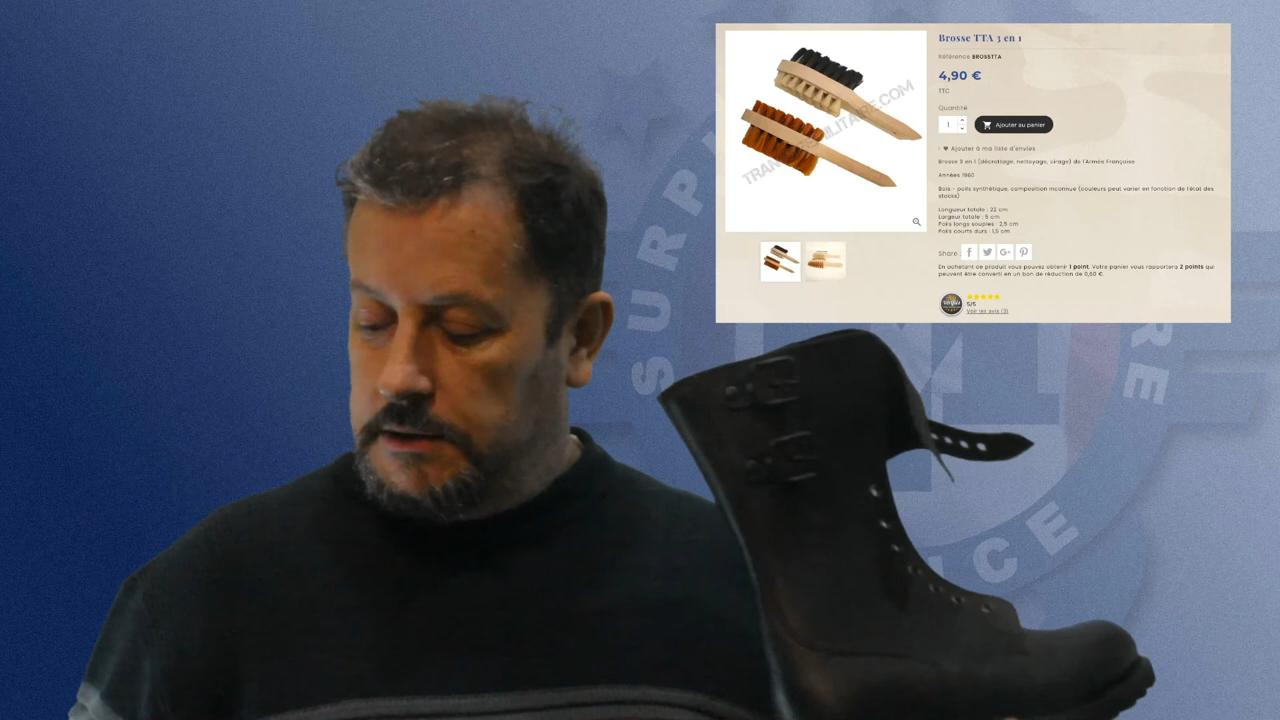 Brosse TTA 3 en 1
Référence BROSSTTA
4,90 €
TTC
Quantité
1
Ajouter au panier
Ajouter à ma liste d'envies
Brosse 3 en 1 (décrottage, nettoyage, cirage) de l'Armée Française
Années 1960
Bois - poils synthétique, composition inconnue (couleurs peut varier en fonction de l'état des
stocks)
Longueur totale : 22 cm
Largeur totale : 5 cm
Poils longs souples : 2,5 cm
Poils courts durs : 1,5 cm
Share :
En achetant ce produit vous pouvez obtenir 1 point. Votre panier vous rapportera 2 points qui
peuvent être converti en un bon de réduction de 0,60 €.
5/5
Voir les avis (3)
SURP
RE
CE